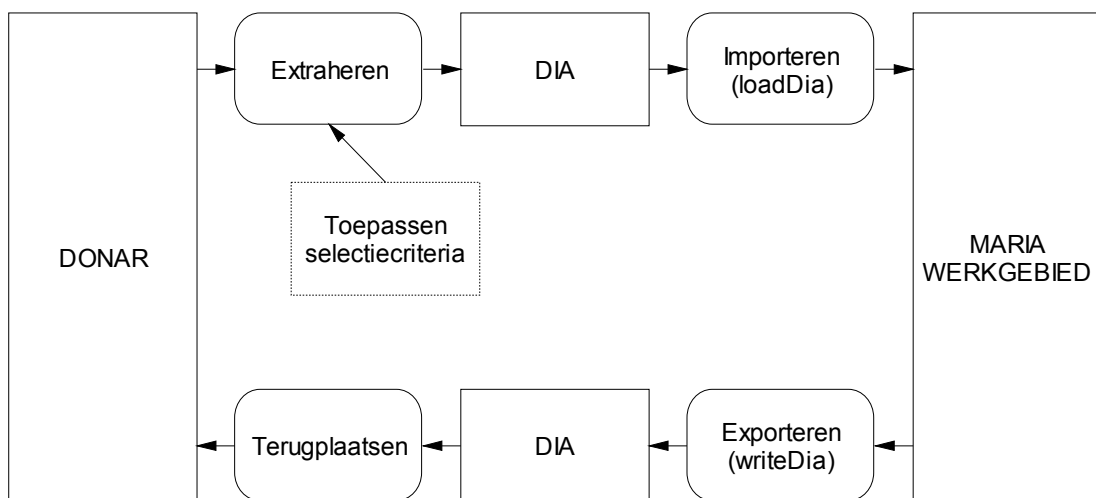 Extraheren
DIA
Importeren
(loadDia)
Toepassen
selectiecriteria
DONAR
MARIA
WERKGEBIED
Terugplaatsen
DIA
Exporteren
(writeDia)